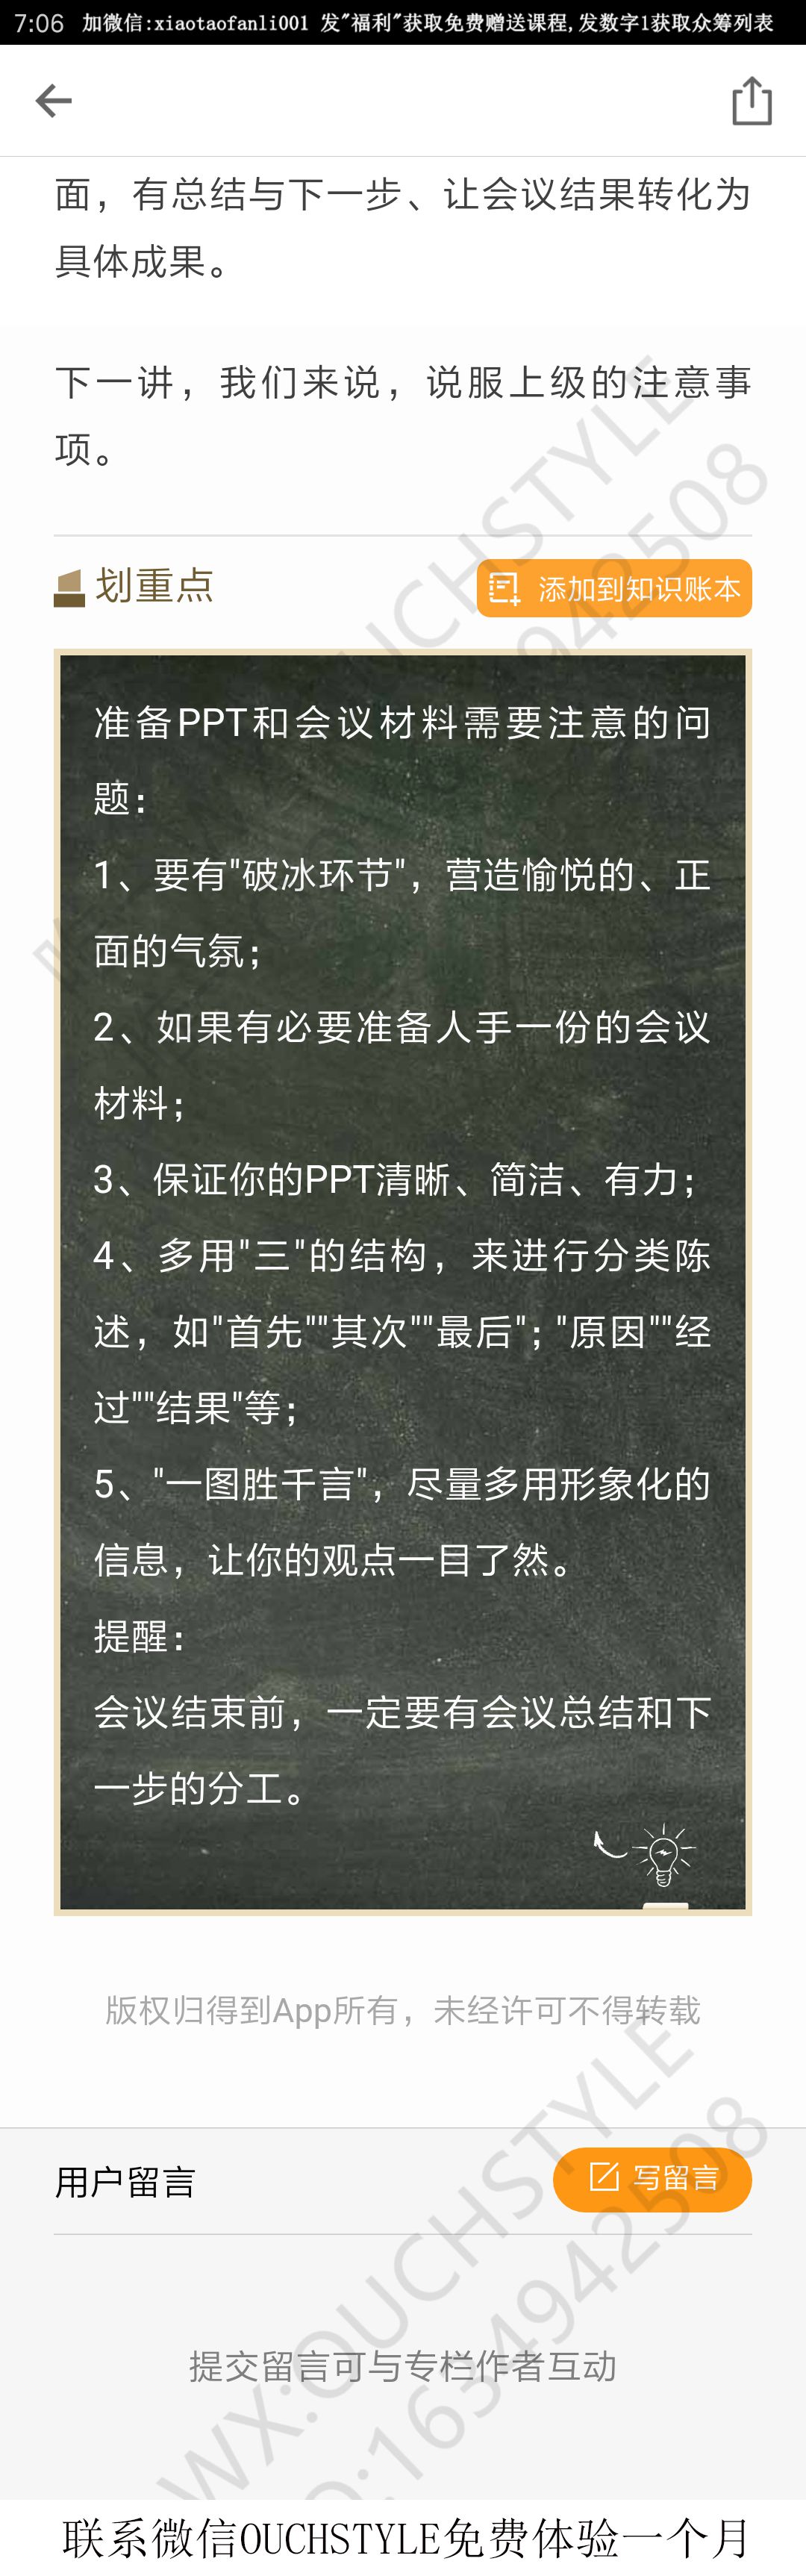 7:06 加微信:xiaotaofanli001 发"福利"获取免费赠送课程,发数字1获取众筹列表
面，有总结与下一步、让会议结果转化为
具体成果。
下一讲，我们来说，说服上级的注意事
项。
划重点
添加到知识账本
准备PPT和会议材料需要注意的问
题：
1、要有"破冰环节"，营造愉悦的、正
面的气氛；
2、如果有必要准备人手一份的会议
材料；
3、保证你的PPT清晰、简洁、有力；
4、多用"三"的结构，来进行分类陈
述，如"首先""其次""最后"；"原因""经
过""结果"等；
5、"一图胜千言"，尽量多用形象化的
信息，让你的观点一目了然。
提醒：
会议结束前，一定要有会议总结和下
一步的分工。
版权归得到App所有，未经许可不得转载
用户留言
写留言
提交留言可与专栏作者互动
WX:OUCHSTYLE
Q:1634942508
联系微信OUCHSTYLE免费体验一个月